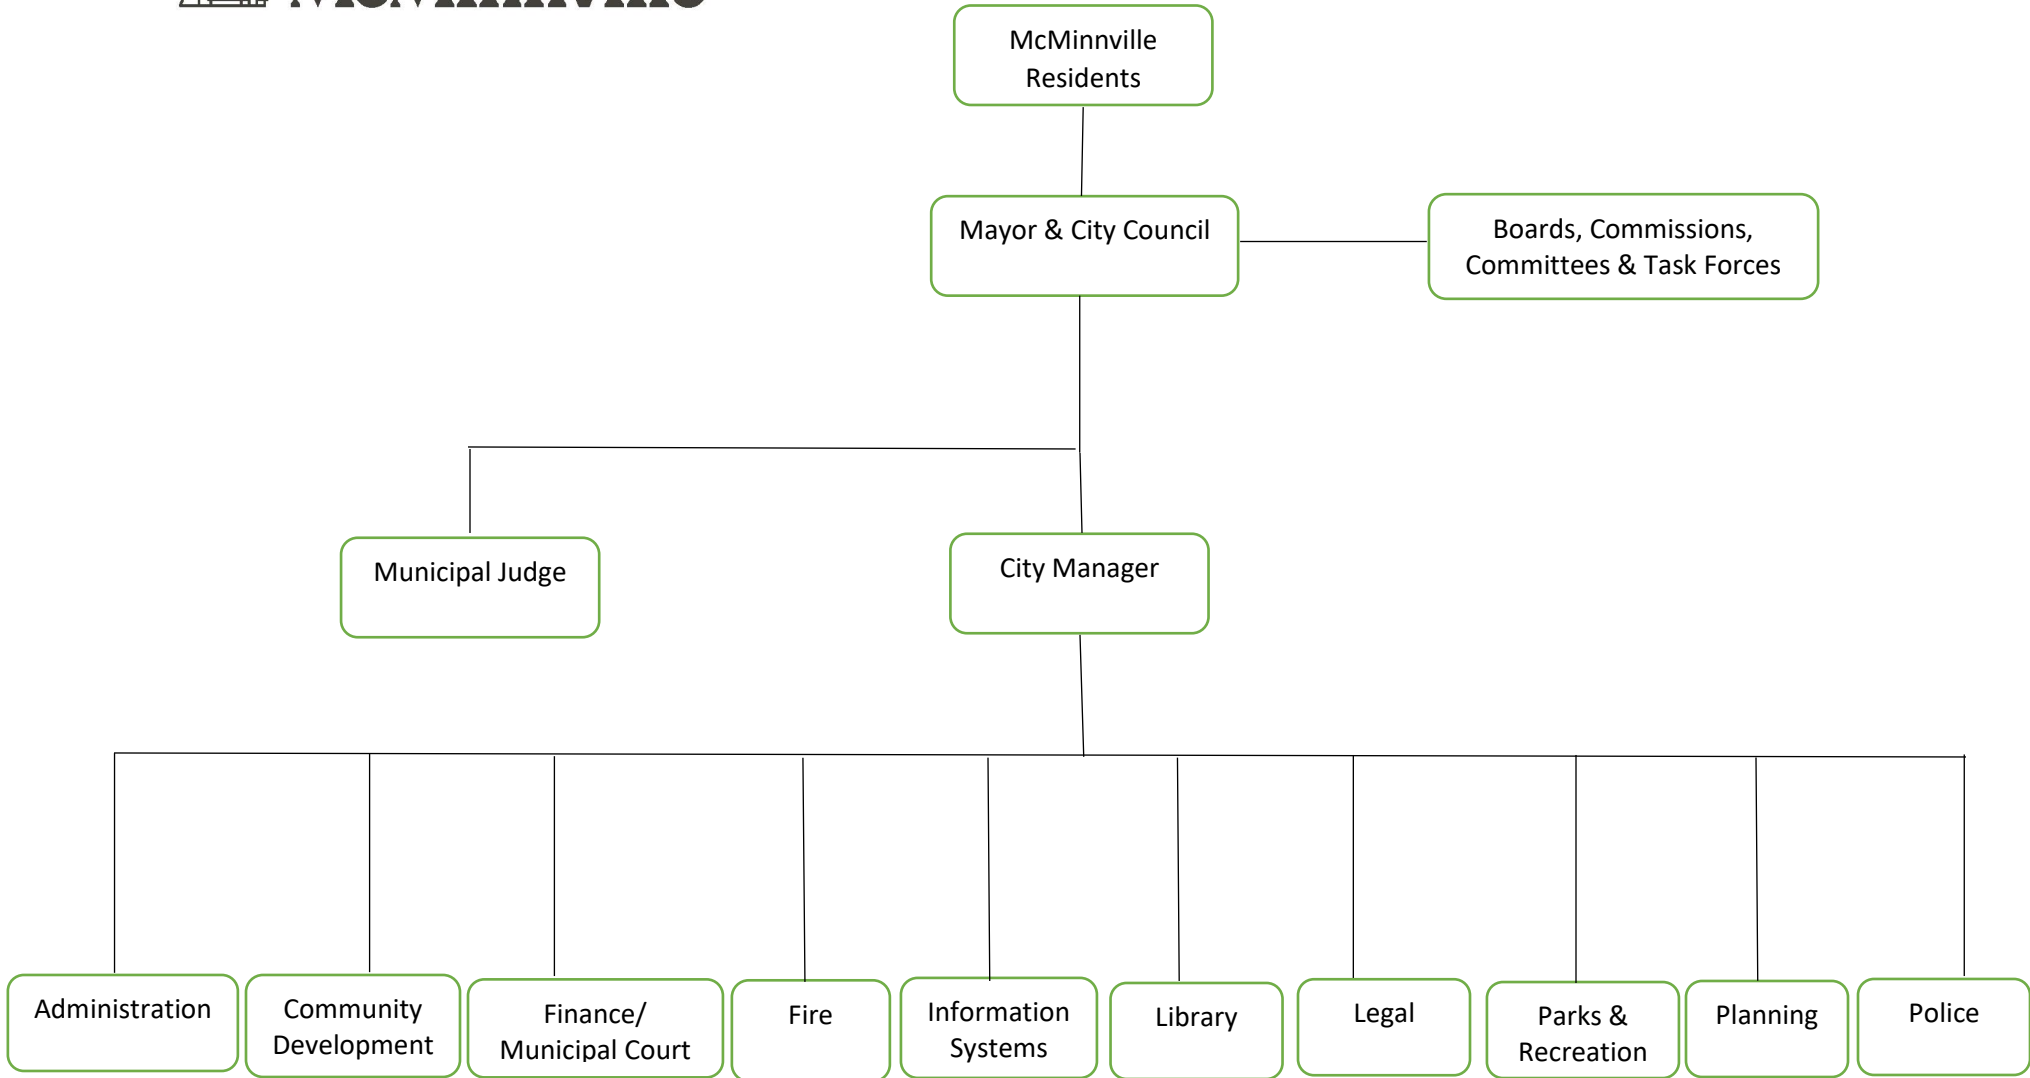 McMinnville
McMinnville
Residents
Mayor & City Council
Boards, Commissions,
Committees & Task Forces
Municipal Judge
City Manager
Administration
Community
Development
Finance/
Municipal Court
Fire
Information
Systems
Library
Legal
Parks &
Recreation
Planning
Police